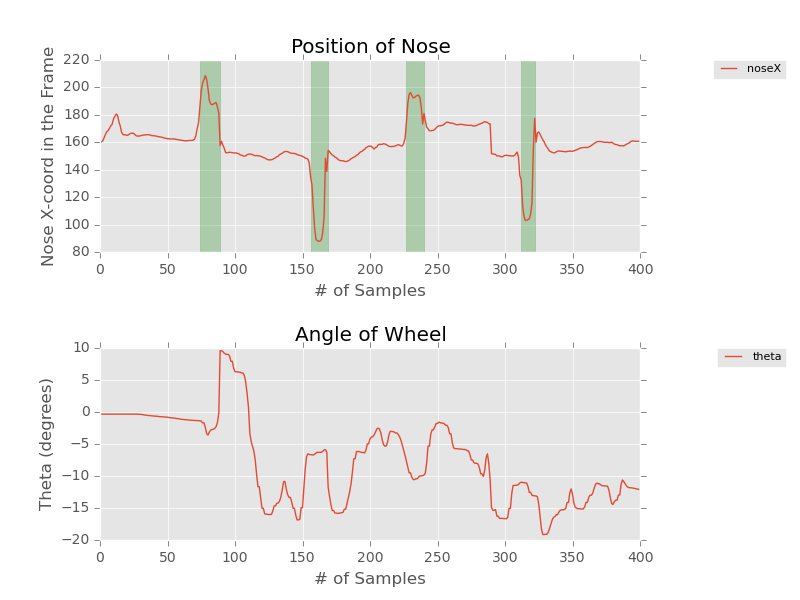 Position of Nose
Nose X-coord in the Frame
220
200
180
160
140
120
100
80
0 50 100 150 200 250 300 350 400
# of Samples
noseX
Angle of Wheel
Theta (degrees)
10
5
0
−5
−10
−15
−20
0 50 100 150 200 250 300 350 400
# of Samples
theta